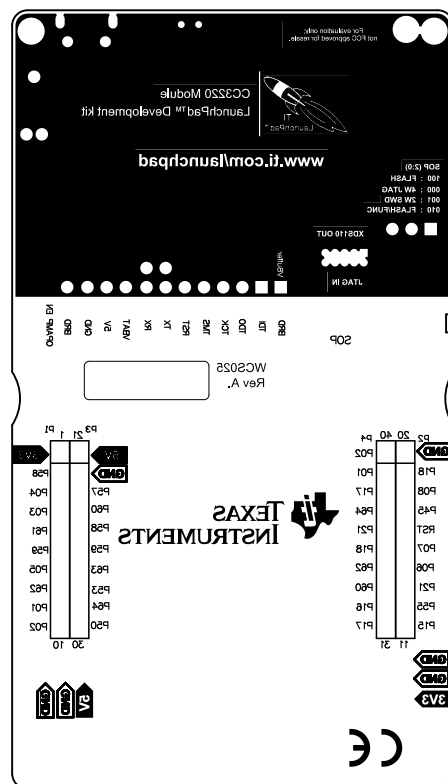 For evaluation only;
not FCC approved for resale.
CC3220 Module
LaunchPad™ Development kit
TI
LaunchPad™
www.ti.com/launchpad
SOP (2:0)
100 : FLASH
000 : 4W JTAG
001 : 2W SWD
010 : FLASH/FUNC
XDS110 OUT
JTAG IN
VBuffer
OPAMP EN
BRD
GND
5V
VBAT
RX
TX
RST
TMS
TCK
TDO
TDI
BRD
SOP
WCS025
Rev A.
P1 1 21 P3
3V3 5V
P58 GND
P04 P57
P03 P60
P61 P58
P59 P59
P05 P63
P62 P53
P01 P64
P02 P50
10 30
TEXAS
INSTRUMENTS
P4 40 20 P2
P02 GND
P01 P18
P17 P08
P64 P45
P21 RST
P18 P07
P62 P06
P60 P21
P16 P55
P17 P15
31 11
GND
GND
3V3
GND
GND
5V
CE